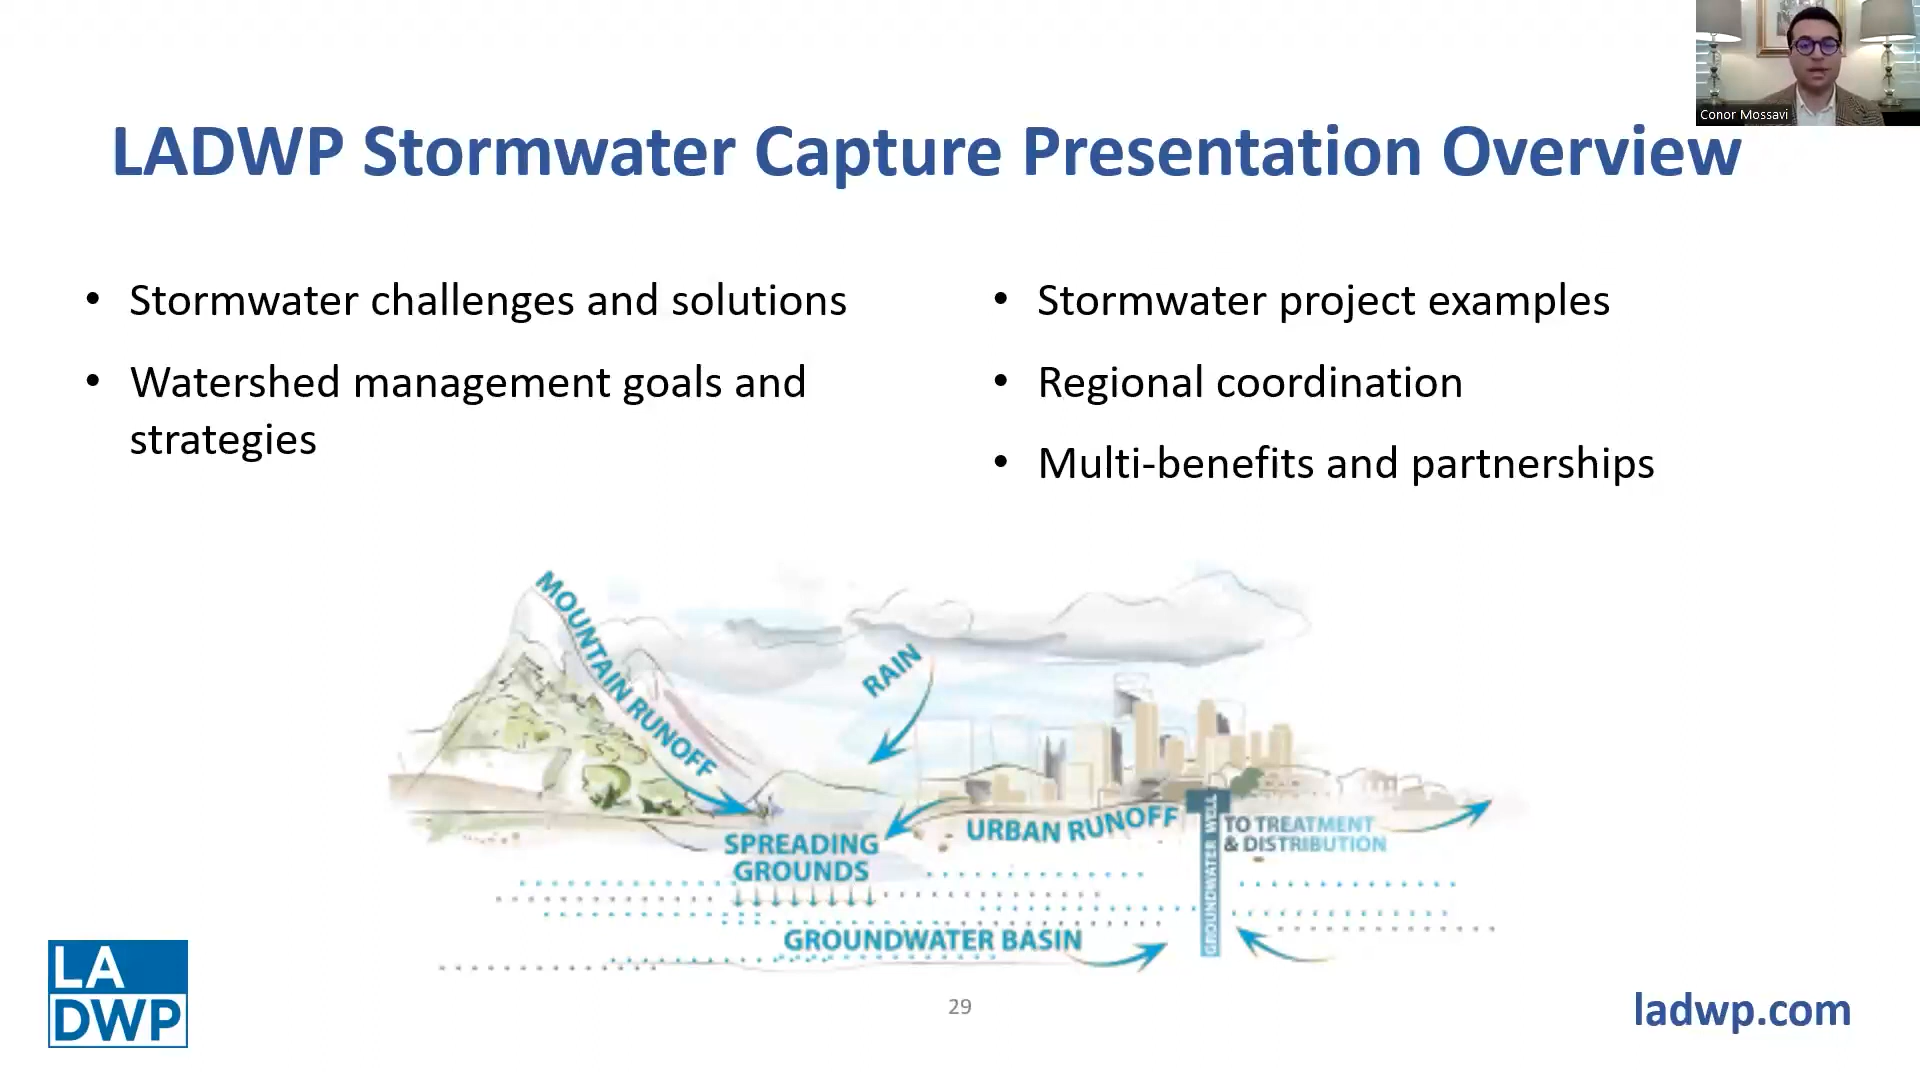 Conor Mossavi
LADWP Stormwater Capture Presentation Overview
• Stormwater challenges and solutions
• Watershed management goals and
strategies
• Stormwater project examples
• Regional coordination
• Multi-benefits and partnerships
MOUNTAIN RUNOFF
RAIN
SPREADING
GROUNDS
URBAN RUNOFF
GROUNDWATER WELL
TO TREATMENT
& DISTRIBUTION
GROUNDWATER BASIN
LA
DWP
29
ladwp.com